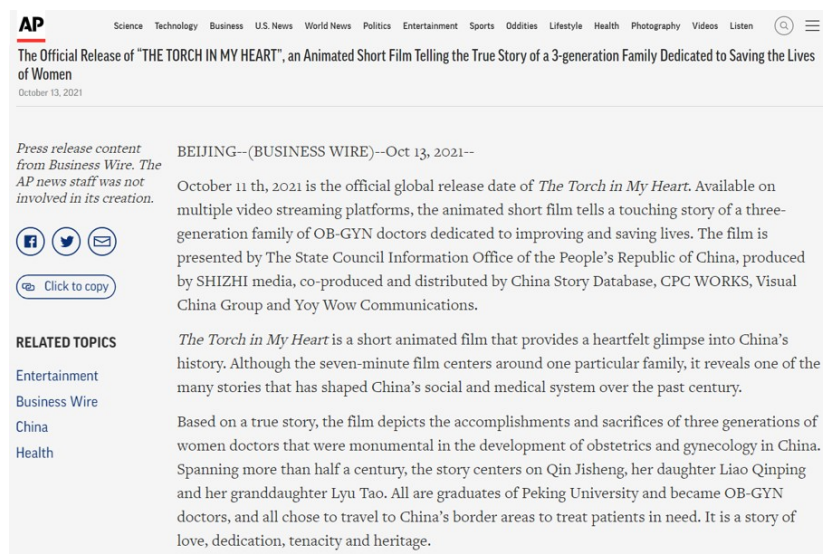 AP
Science Technology Business U.S. News World News Politics Entertainment Sports Oddities Lifestyle Health Photography Videos Listen
The Official Release of “THE TORCH IN MY HEART”, an Animated Short Film Telling the True Story of a 3-generation Family Dedicated to Saving the Lives
of Women
October 13, 2021
Press release content
from Business Wire. The
AP news staff was not
involved in its creation.
Click to copy
RELATED TOPICS
Entertainment
Business Wire
China
Health
BEIJING--(BUSINESS WIRE)--Oct 13, 2021--
October 11 th, 2021 is the official global release date of The Torch in My Heart. Available on
multiple video streaming platforms, the animated short film tells a touching story of a three-
generation family of OB-GYN doctors dedicated to improving and saving lives. The film is
presented by The State Council Information Office of the People’s Republic of China, produced
by SHIZHI media, co-produced and distributed by China Story Database, CPC WORKS, Visual
China Group and Yoy Wow Communications.
The Torch in My Heart is a short animated film that provides a heartfelt glimpse into China’s
history. Although the seven-minute film centers around one particular family, it reveals one of the
many stories that has shaped China’s social and medical system over the past century.
Based on a true story, the film depicts the accomplishments and sacrifices of three generations of
women doctors that were monumental in the development of obstetrics and gynecology in China.
Spanning more than half a century, the story centers on Qin Jisheng, her daughter Liao Qinping
and her granddaughter Lyu Tao. All are graduates of Peking University and became OB-GYN
doctors, and all chose to travel to China’s border areas to treat patients in need. It is a story of
love, dedication, tenacity and heritage.